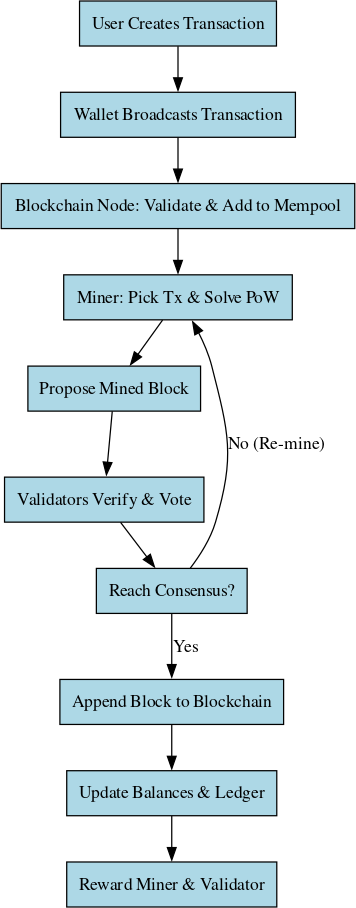 User Creates Transaction
Wallet Broadcasts Transaction
Blockchain Node: Validate & Add to Mempool
Miner: Pick Tx & Solve PoW
Propose Mined Block
No (Re-mine)
Validators Verify & Vote
Reach Consensus?
Yes
Append Block to Blockchain
Update Balances & Ledger
Reward Miner & Validator